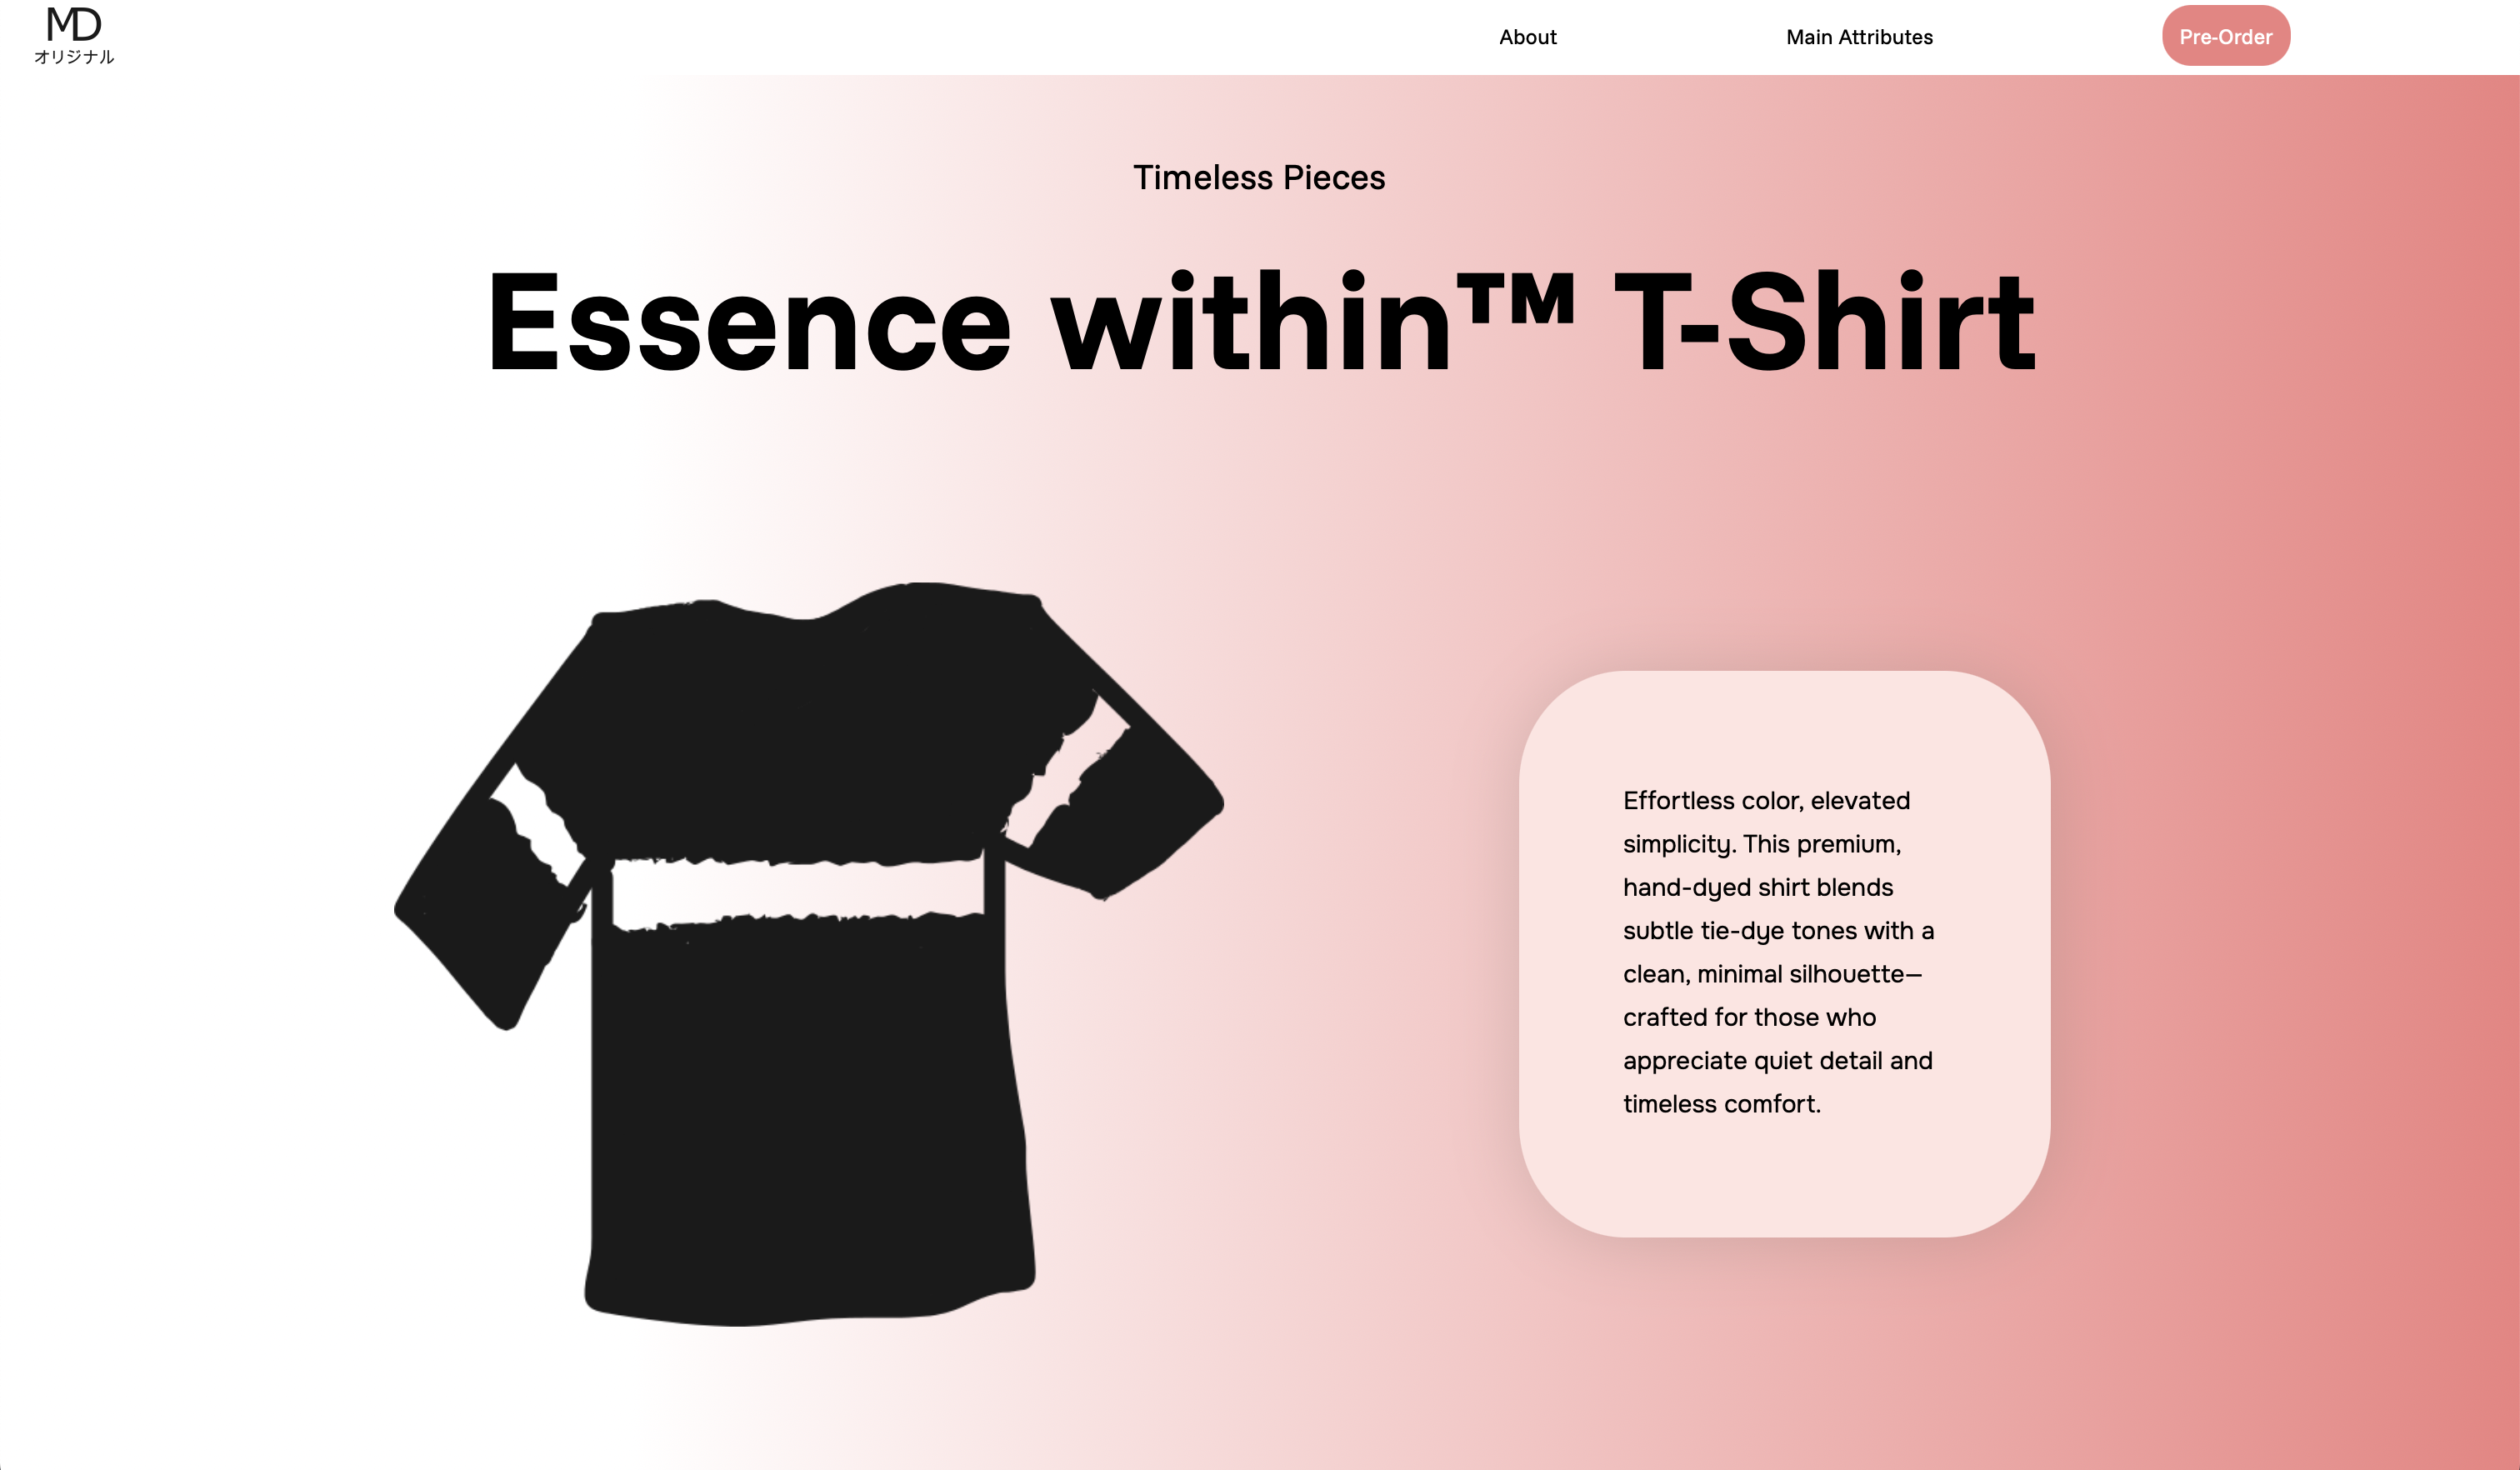 MD
オリジナル
About
Main Attributes
Pre-Order
Timeless Pieces
Essence within™ T-Shirt
Effortless color, elevated
simplicity. This premium,
hand-dyed shirt blends
subtle tie-dye tones with a
clean, minimal silhouette—
crafted for those who
appreciate quiet detail and
timeless comfort.